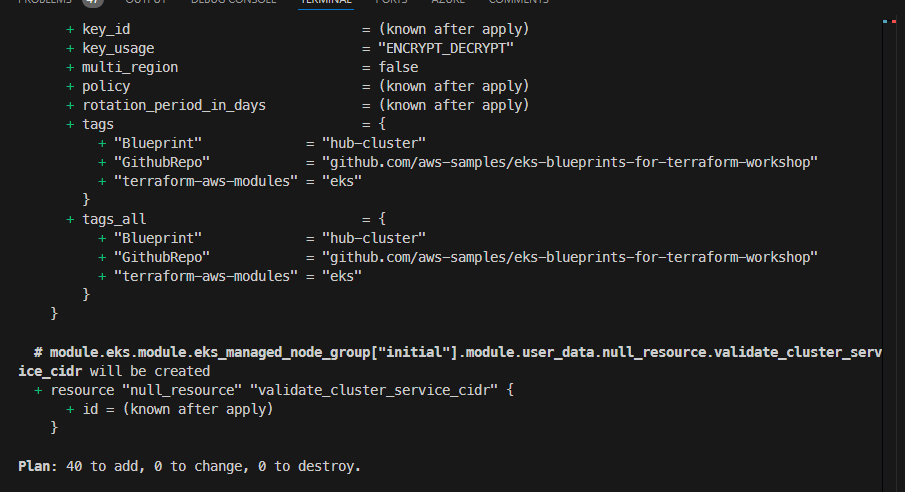 PROBLEMS 47 OUTPUT DEBUG CONSOLE TERMINAL PORTS AZURE COMMENTS
+ key_id = (known after apply)
+ key_usage = "ENCRYPT_DECRYPT"
+ multi_region = false
+ policy = (known after apply)
+ rotation_period_in_days = (known after apply)
+ tags = {
+ "Blueprint" = "hub-cluster"
+ "GithubRepo" = "github.com/aws-samples/eks-blueprints-for-terraform-workshop"
+ "terraform-aws-modules" = "eks"
}
+ tags_all = {
+ "Blueprint" = "hub-cluster"
+ "GithubRepo" = "github.com/aws-samples/eks-blueprints-for-terraform-workshop"
+ "terraform-aws-modules" = "eks"
}
}
# module.eks.module.eks_managed_node_group["initial"].module.user_data.null_resource.validate_cluster_serv
ice_cidr will be created
+ resource "null_resource" "validate_cluster_service_cidr" {
+ id = (known after apply)
}
Plan: 40 to add, 0 to change, 0 to destroy.